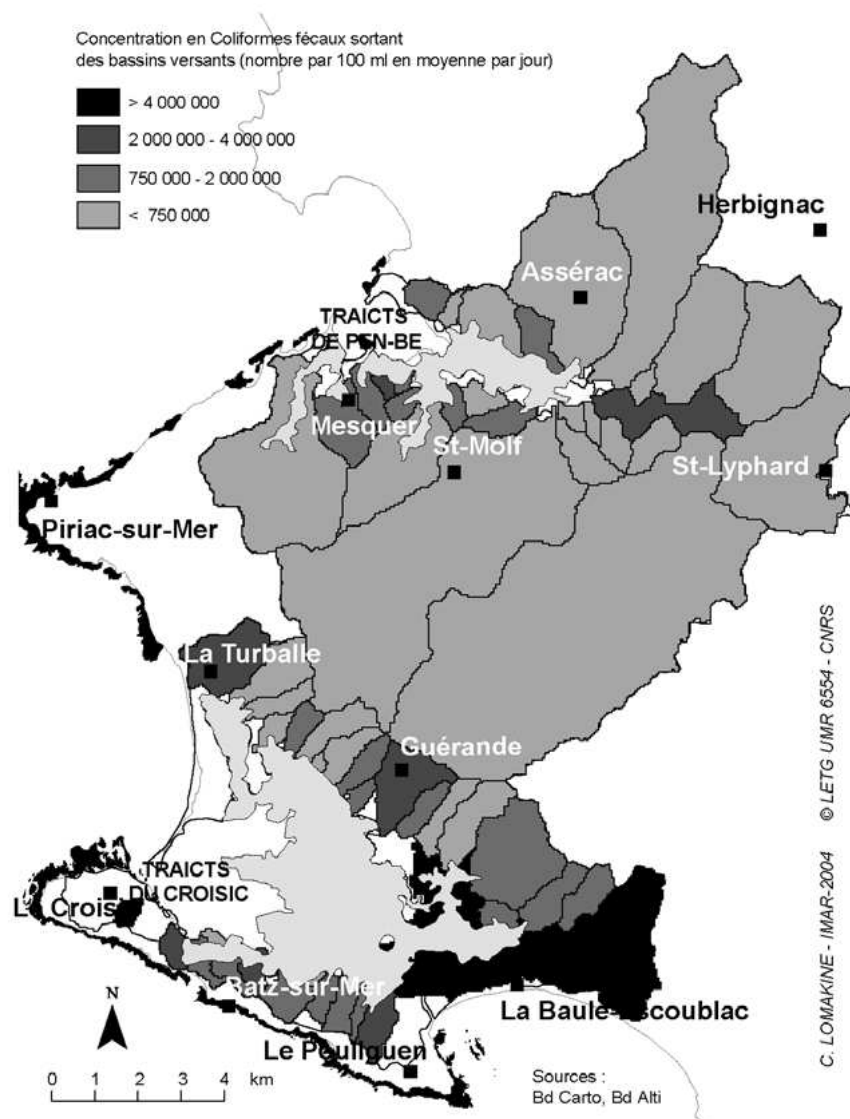 Concentration en Coliformes fécaux sortant
des bassins versants (nombre par 100 ml en moyenne par jour)
> 4 000 000
2 000 000 - 4 000 000
750 000 - 2 000 000
< 750 000
Herbignac
Assérac
TRAICTS
DE PEN-BE
Mesquer
St-Molf
St-Lyphard
Piriac-sur-Mer
La Turballe
Guérande
TRAICTS
DU CROISIC
Le Croisic
Batz-sur-Mer
La Baule-Escoublac
Le Pouliguen
N
0 1 2 4 km
Sources :
Bd Carto, Bd Alti
C. LOMAKINE - IMAR-2004 © LETG UMR 6554 - CNRS